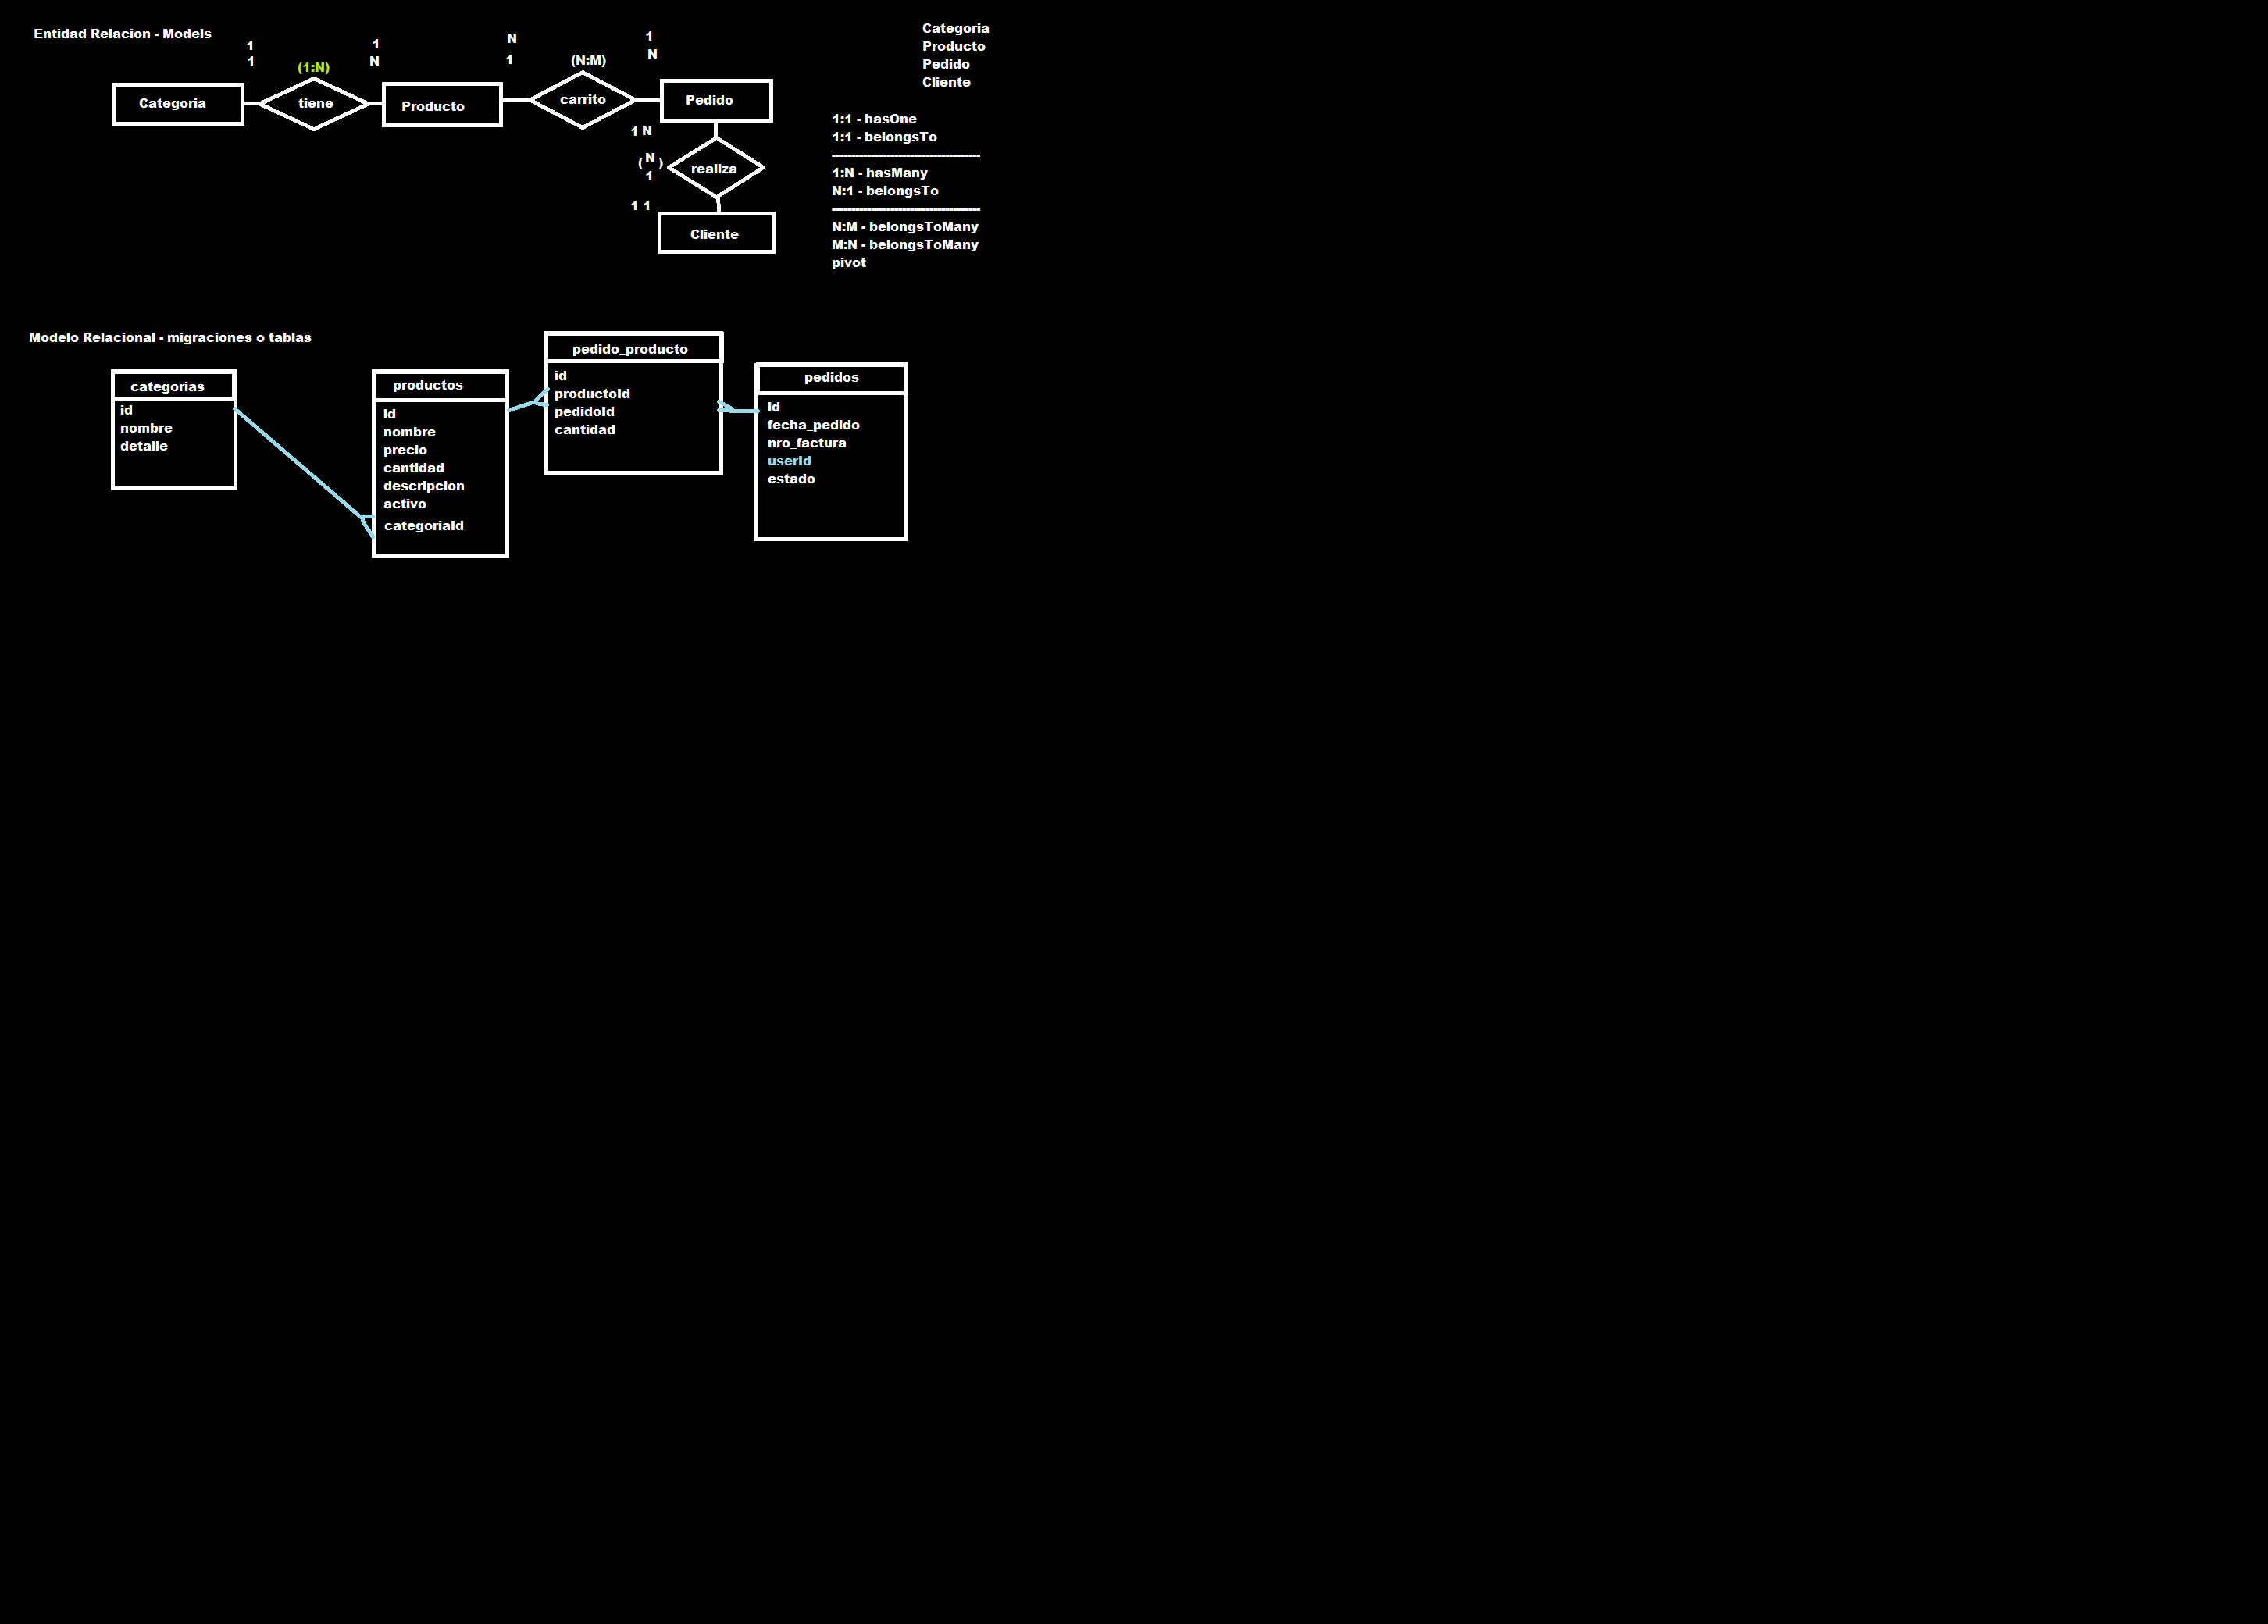 Entidad Relacion - Models
1
1
(1:N)
1
N
N
1
(N:M)
1
N
Categoria
tiene
Producto
carrito
Pedido
1 N
( N )
1
realiza
1 1
Cliente
Categoria
Producto
Pedido
Cliente
1:1 - hasOne
1:1 - belongsTo
--------------------------------------
1:N - hasMany
N:1 - belongsTo
--------------------------------------
N:M - belongsToMany
M:N - belongsToMany
pivot
Modelo Relacional - migraciones o tablas
categorias
id
nombre
detalle
productos
id
nombre
precio
cantidad
descripcion
activo
categoriaId
pedido_producto
id
productoId
pedidoId
cantidad
pedidos
id
fecha_pedido
nro_factura
userId
estado